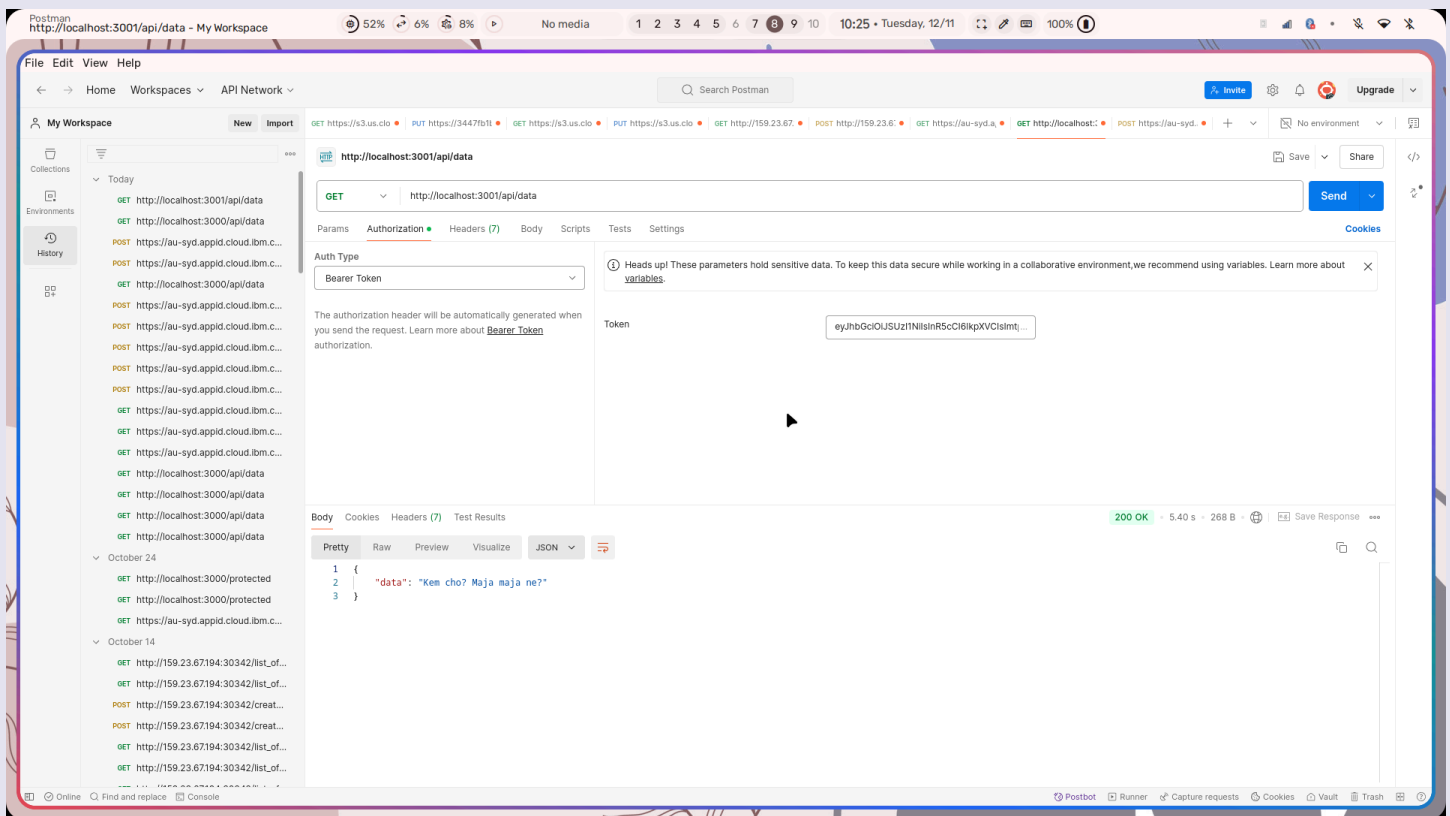 Postman
http://localhost:3001/api/data - My Workspace
52% 6% 8% No media 1 2 3 4 5 6 7 8 9 10 10:25 • Tuesday, 12/11 100%
File Edit View Help
Home Workspaces API Network Search Postman Invite Upgrade
My Workspace New Import GET https://s3.us.clo PUT https://3447fb1t GET https://s3.us.clo PUT https://s3.us.clo GET http://159.23.67. POST http://159.23.6: GET https://au-syd.a GET http://localhost: POST https://au-syd.. No environment
Collections
Environments
History
Today
GET http://localhost:3001/api/data
GET http://localhost:3000/api/data
POST https://au-syd.appid.cloud.ibm.c...
POST https://au-syd.appid.cloud.ibm.c...
GET http://localhost:3000/api/data
POST https://au-syd.appid.cloud.ibm.c...
POST https://au-syd.appid.cloud.ibm.c...
POST https://au-syd.appid.cloud.ibm.c...
POST https://au-syd.appid.cloud.ibm.c...
POST https://au-syd.appid.cloud.ibm.c...
GET https://au-syd.appid.cloud.ibm.c...
GET https://au-syd.appid.cloud.ibm.c...
GET https://au-syd.appid.cloud.ibm.c...
GET http://localhost:3000/api/data
GET http://localhost:3000/api/data
GET http://localhost:3000/api/data
GET http://localhost:3000/api/data
October 24
GET http://localhost:3000/protected
GET http://localhost:3000/protected
GET https://au-syd.appid.cloud.ibm.c...
October 14
GET http://159.23.67.194:30342/list_of...
GET http://159.23.67.194:30342/list_of...
POST http://159.23.67.194:30342/creat...
POST http://159.23.67.194:30342/creat...
GET http://159.23.67.194:30342/list_of...
GET http://159.23.67.194:30342/list_of...
HTTP http://localhost:3001/api/data Save Share
GET http://localhost:3001/api/data Send
Params Authorization Headers (7) Body Scripts Tests Settings Cookies
Auth Type
Bearer Token
The authorization header will be automatically generated when
you send the request. Learn more about Bearer Token
authorization.
Heads up! These parameters hold sensitive data. To keep this data secure while working in a collaborative environment,we recommend using variables. Learn more about
variables.
Token
Body Cookies Headers (7) Test Results 200 OK 5.40 s 268 B Save Response
Pretty Raw Preview Visualize JSON
1 {
2 "data": "Kem cho? Maja maja ne?"
3 }
Online Find and replace Console Postbot Runner Capture requests Cookies Vault Trash